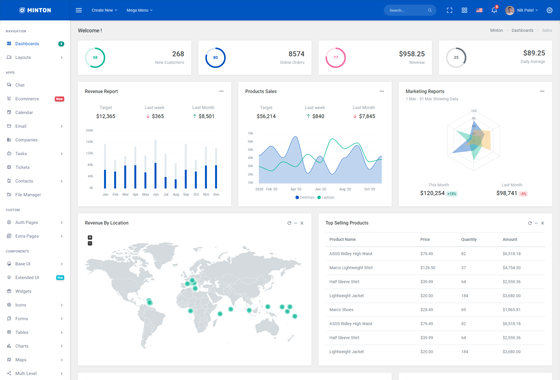 MINTON
Create New
Mega Menu
Search...
Nik Patel
NAVIGATION
Dashboards
Layouts
APPS
Chat
Ecommerce
New
Calendar
Email
Companies
Tasks
Tickets
Contacts
File Manager
CUSTOM
Auth Pages
Extra Pages
COMPONENTS
Base UI
Extended UI
Widgets
Icons
Forms
Tables
Charts
Maps
Multi Level
Welcome !
Minton
Dashboards
Sales
58
268
New Customers
80
8574
Online Orders
77
$958.25
Revenue
35
$89.25
Daily Average
Revenue Report
Target Last week Last Month
$12,365 $365 $8,501
Jan Feb Mar Apr May Jun Jul Aug Sep Oct Nov Dec
Products Sales
Target Last week Last Month
$56,214 $840 $7,845
2020 Feb '20 Apr '20 Jun '20 Aug '20 Oct '20
Desktops Laptops
Marketing Reports
1 Mar - 31 Mar Showing Data
This Month Last Month
$120,254 $98,741
Revenue By Location
+
-
Top Selling Products
Product Name Price Quantity Amount
ASOS Ridley High Waist $79.49 82 $6,518.18
Marco Lightweight Shirt $128.50 37 $4,754.50
Half Sleeve Shirt $39.99 64 $2,559.36
Lightweight Jacket $20.00 184 $3,680.00
Marco Shoes $28.49 69 $1,965.81
ASOS Ridley High Waist $79.49 82 $6,518.18
Half Sleeve Shirt $39.99 64 $2,559.36
Lightweight Jacket $20.00 184 $3,680.00